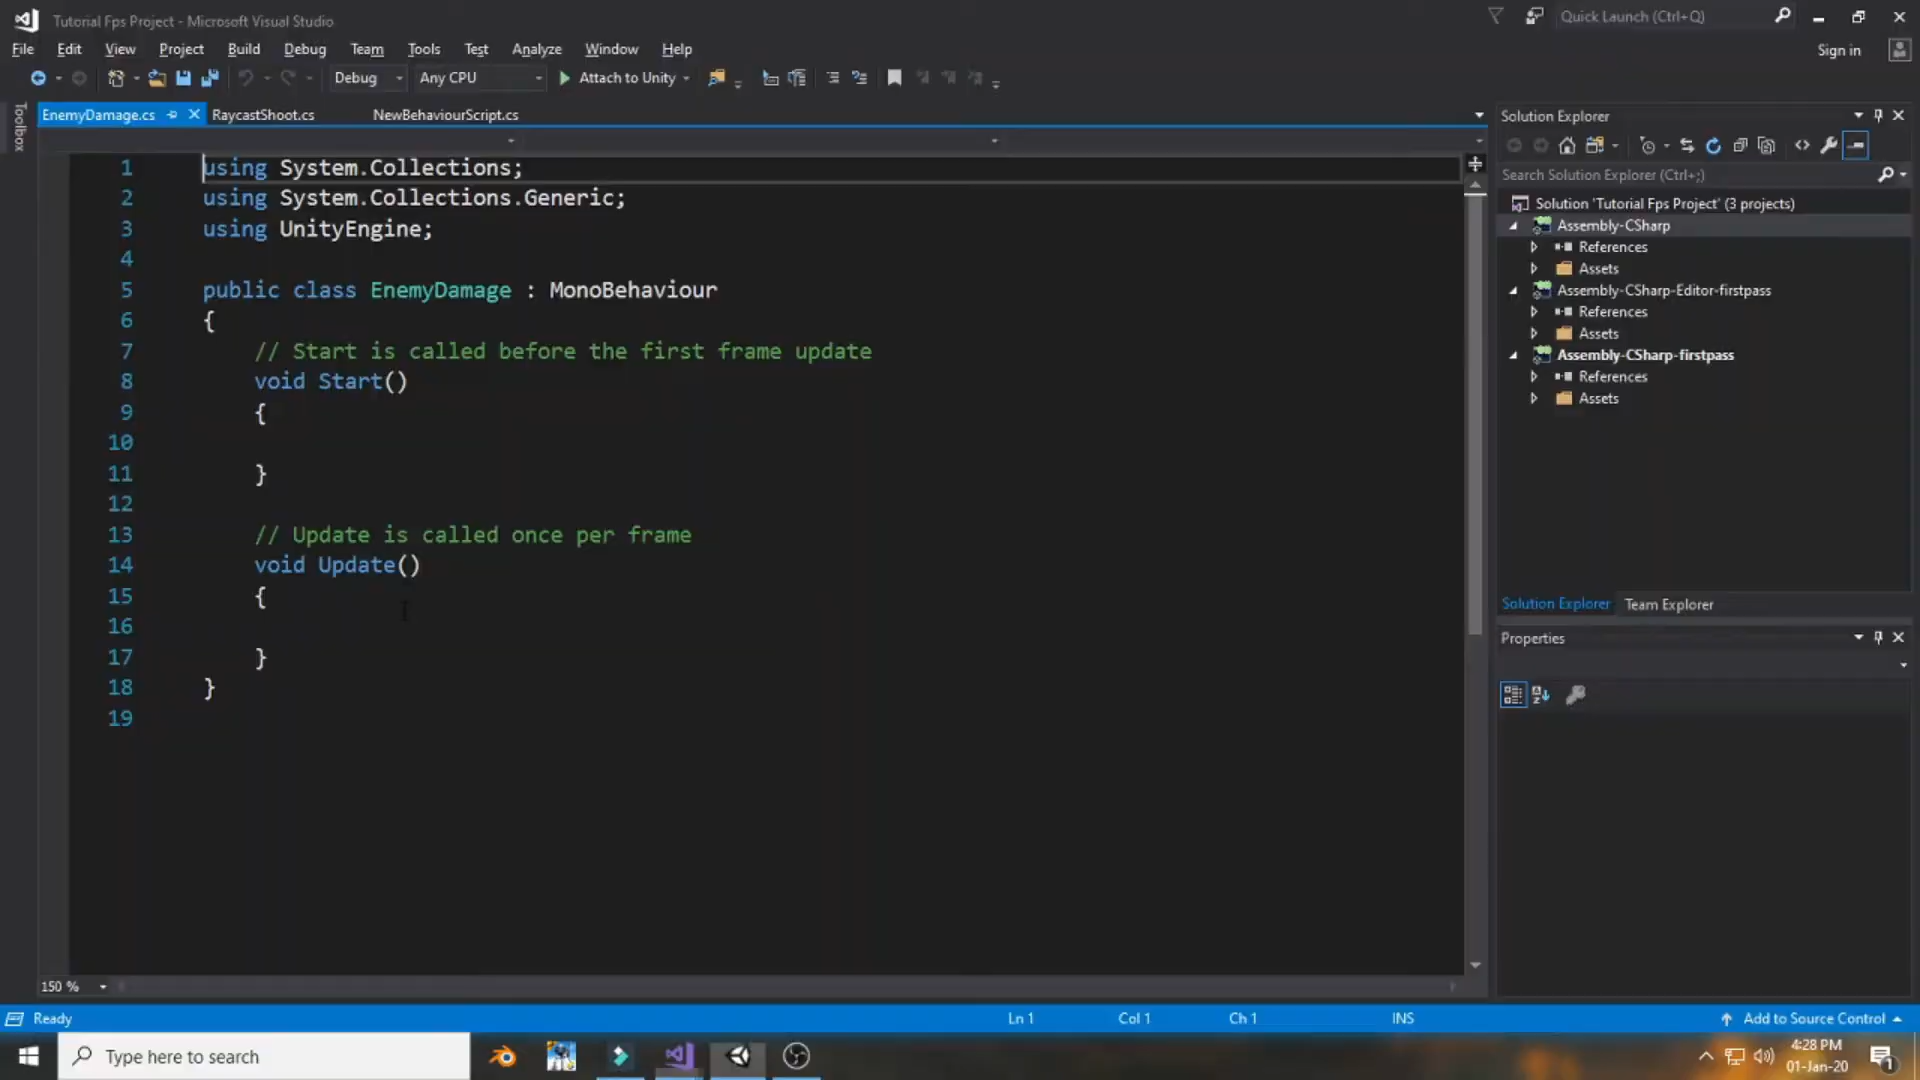 Tutorial Fps Project - Microsoft Visual Studio
Quick Launch (Ctrl+Q)
File Edit View Project Build Debug Team Tools Test Analyze Window Help
Sign in
Debug Any CPU Attach to Unity
Toolbox
EnemyDamage.cs RaycastShoot.cs NewBehaviourScript.cs
1 using System.Collections;
2 using System.Collections.Generic;
3 using UnityEngine;
4
5 public class EnemyDamage : MonoBehaviour
6 {
7 // Start is called before the first frame update
8 void Start()
9 {
10
11 }
12
13 // Update is called once per frame
14 void Update()
15 {
16
17 }
18 }
19
150 %
Solution Explorer
Search Solution Explorer (Ctrl+;)
Solution 'Tutorial Fps Project' (3 projects)
Assembly-CSharp
References
Assets
Assembly-CSharp-Editor-firstpass
References
Assets
Assembly-CSharp-firstpass
References
Assets
Solution Explorer Team Explorer
Properties
Ready Ln 1 Col 1 Ch 1 INS Add to Source Control
Type here to search
4:28 PM
01-Jan-20
1